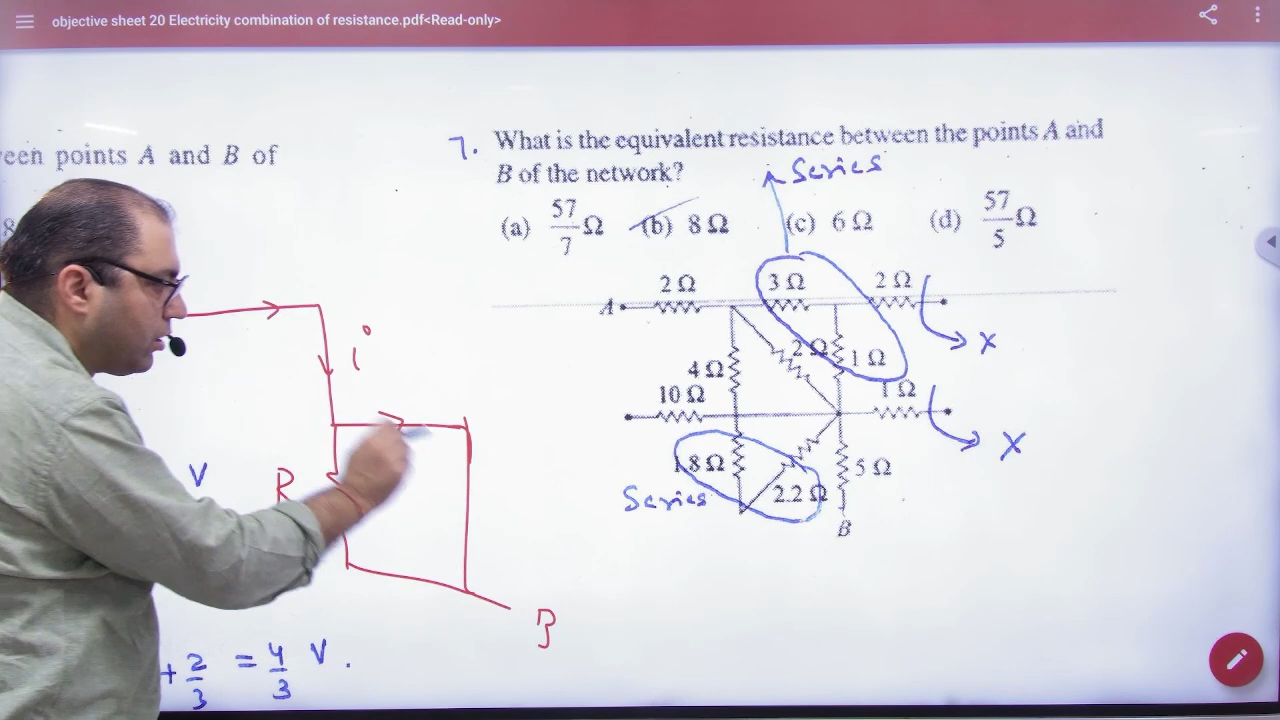 objective sheet 20 Electricity combination of resistance.pdf<Read-only>
7. What is the equivalent resistance between the points A and
B of the network?
(a) 57/7 Ω (b) 8 Ω (c) 6 Ω (d) 57/5 Ω
Series
A 2 Ω 3 Ω 2 Ω
X
4 Ω 2 Ω 1 Ω
10 Ω 1 Ω
X
8 Ω 2.2 Ω 5 Ω
Series
B
een points A and B of
8
i
V R
B
+ 2/3 = 4/3 V.